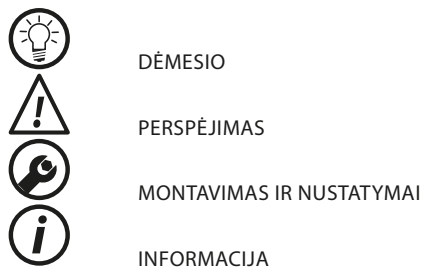 DĖMESIO
PERSPĖJIMAS
MONTAVIMAS IR NUSTATYMAI
INFORMACIJA